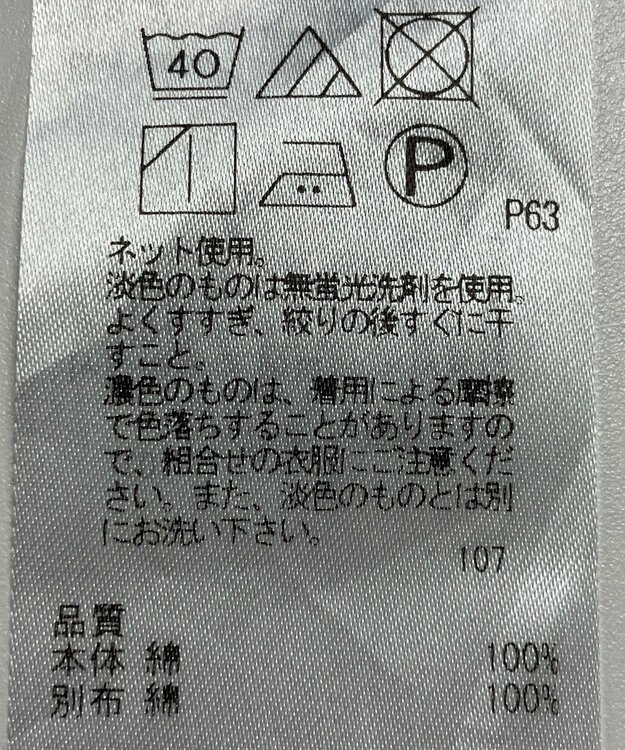 40
P
P63
ネット使用。
淡色のものは無蛍光洗剤を使用。
よくすすぎ、絞りの後すぐに干
すこと。
濃色のものは、着用による摩擦
で色落ちすることがありますの
で、組合せの衣服にご注意くだ
さい。また、淡色のものとは別
にお洗い下さい。
107
品質
本体 綿 100%
別布 綿 100%